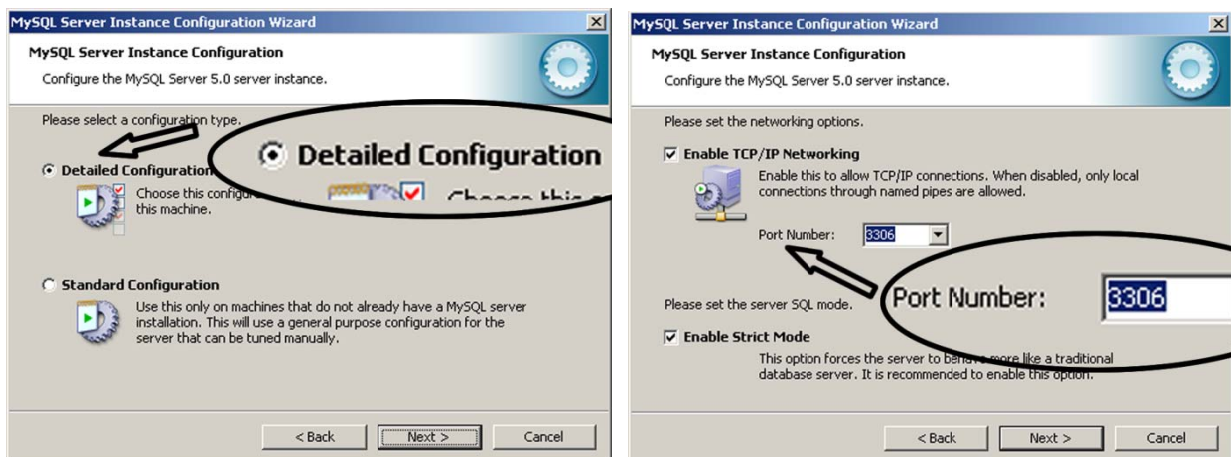 MySQL Server Instance Configuration Wizard
MySQL Server Instance Configuration
Configure the MySQL Server 5.0 server instance.
Please select a configuration type.
Detailed Configuration
Detailed Configuration
Choose this
this machine.
Choose this
Standard Configuration
Use this only on machines that do not already have a MySQL server
installation. This will use a general purpose configuration for the
server that can be tuned manually.
< Back
Next >
Cancel
MySQL Server Instance Configuration Wizard
MySQL Server Instance Configuration
Configure the MySQL Server 5.0 server instance.
Please set the networking options.
Enable TCP/IP Networking
Enable this to allow TCP/IP connections. When disabled, only local
connections through named pipes are allowed.
Port Number: 3306
Port Number: 3306
Please set the server SQL mode.
Enable Strict Mode
This option forces the server to behave more like a traditional
database server. It is recommended to enable this option.
< Back
Next >
Cancel